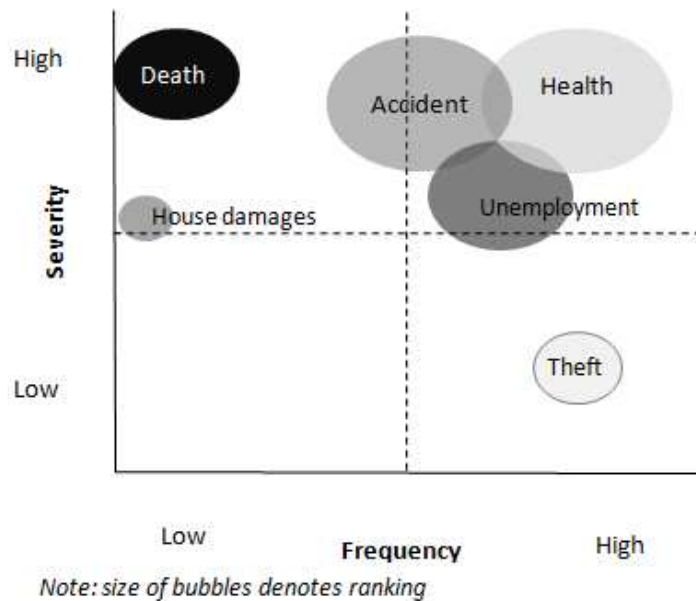 High
Death
Health
Accident
House damages
Unemployment
Severity
Theft
Low
Low
Frequency
High
Note: size of bubbles denotes ranking